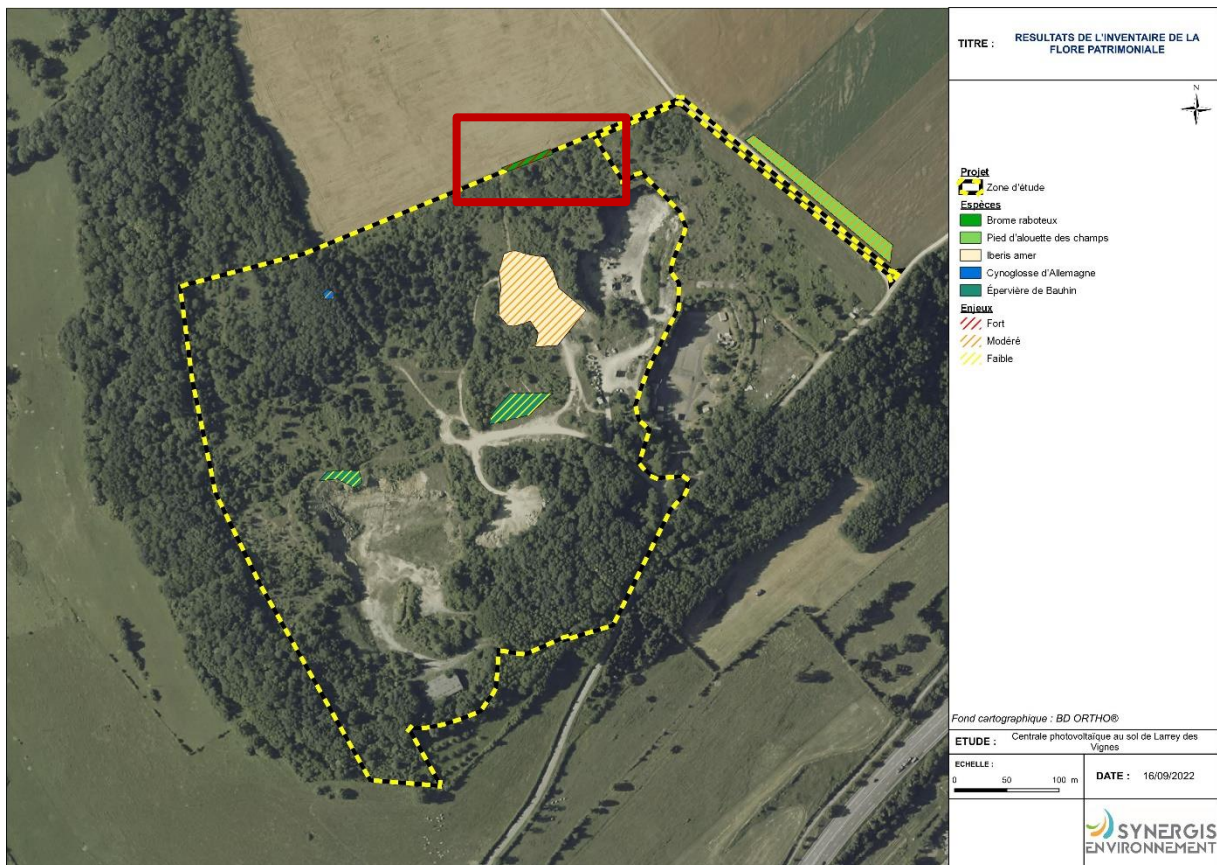 TITRE :
RESULTATS DE L'INVENTAIRE DE LA
FLORE PATRIMONIALE
N
Projet
Zone d'étude
Espèces
Brome raboteux
Pied d'alouette des champs
Iberis amer
Cynoglosse d'Allemagne
Épervière de Bauhin
Enjeux
Fort
Modéré
Faible
Fond cartographique : BD ORTHO®
ETUDE :
Centrale photovoltaïque au sol de Larrey des
Vignes
ECHELLE :
0 50 100 m
DATE : 16/09/2022
SYNERGIS
ENVIRONNEMENT